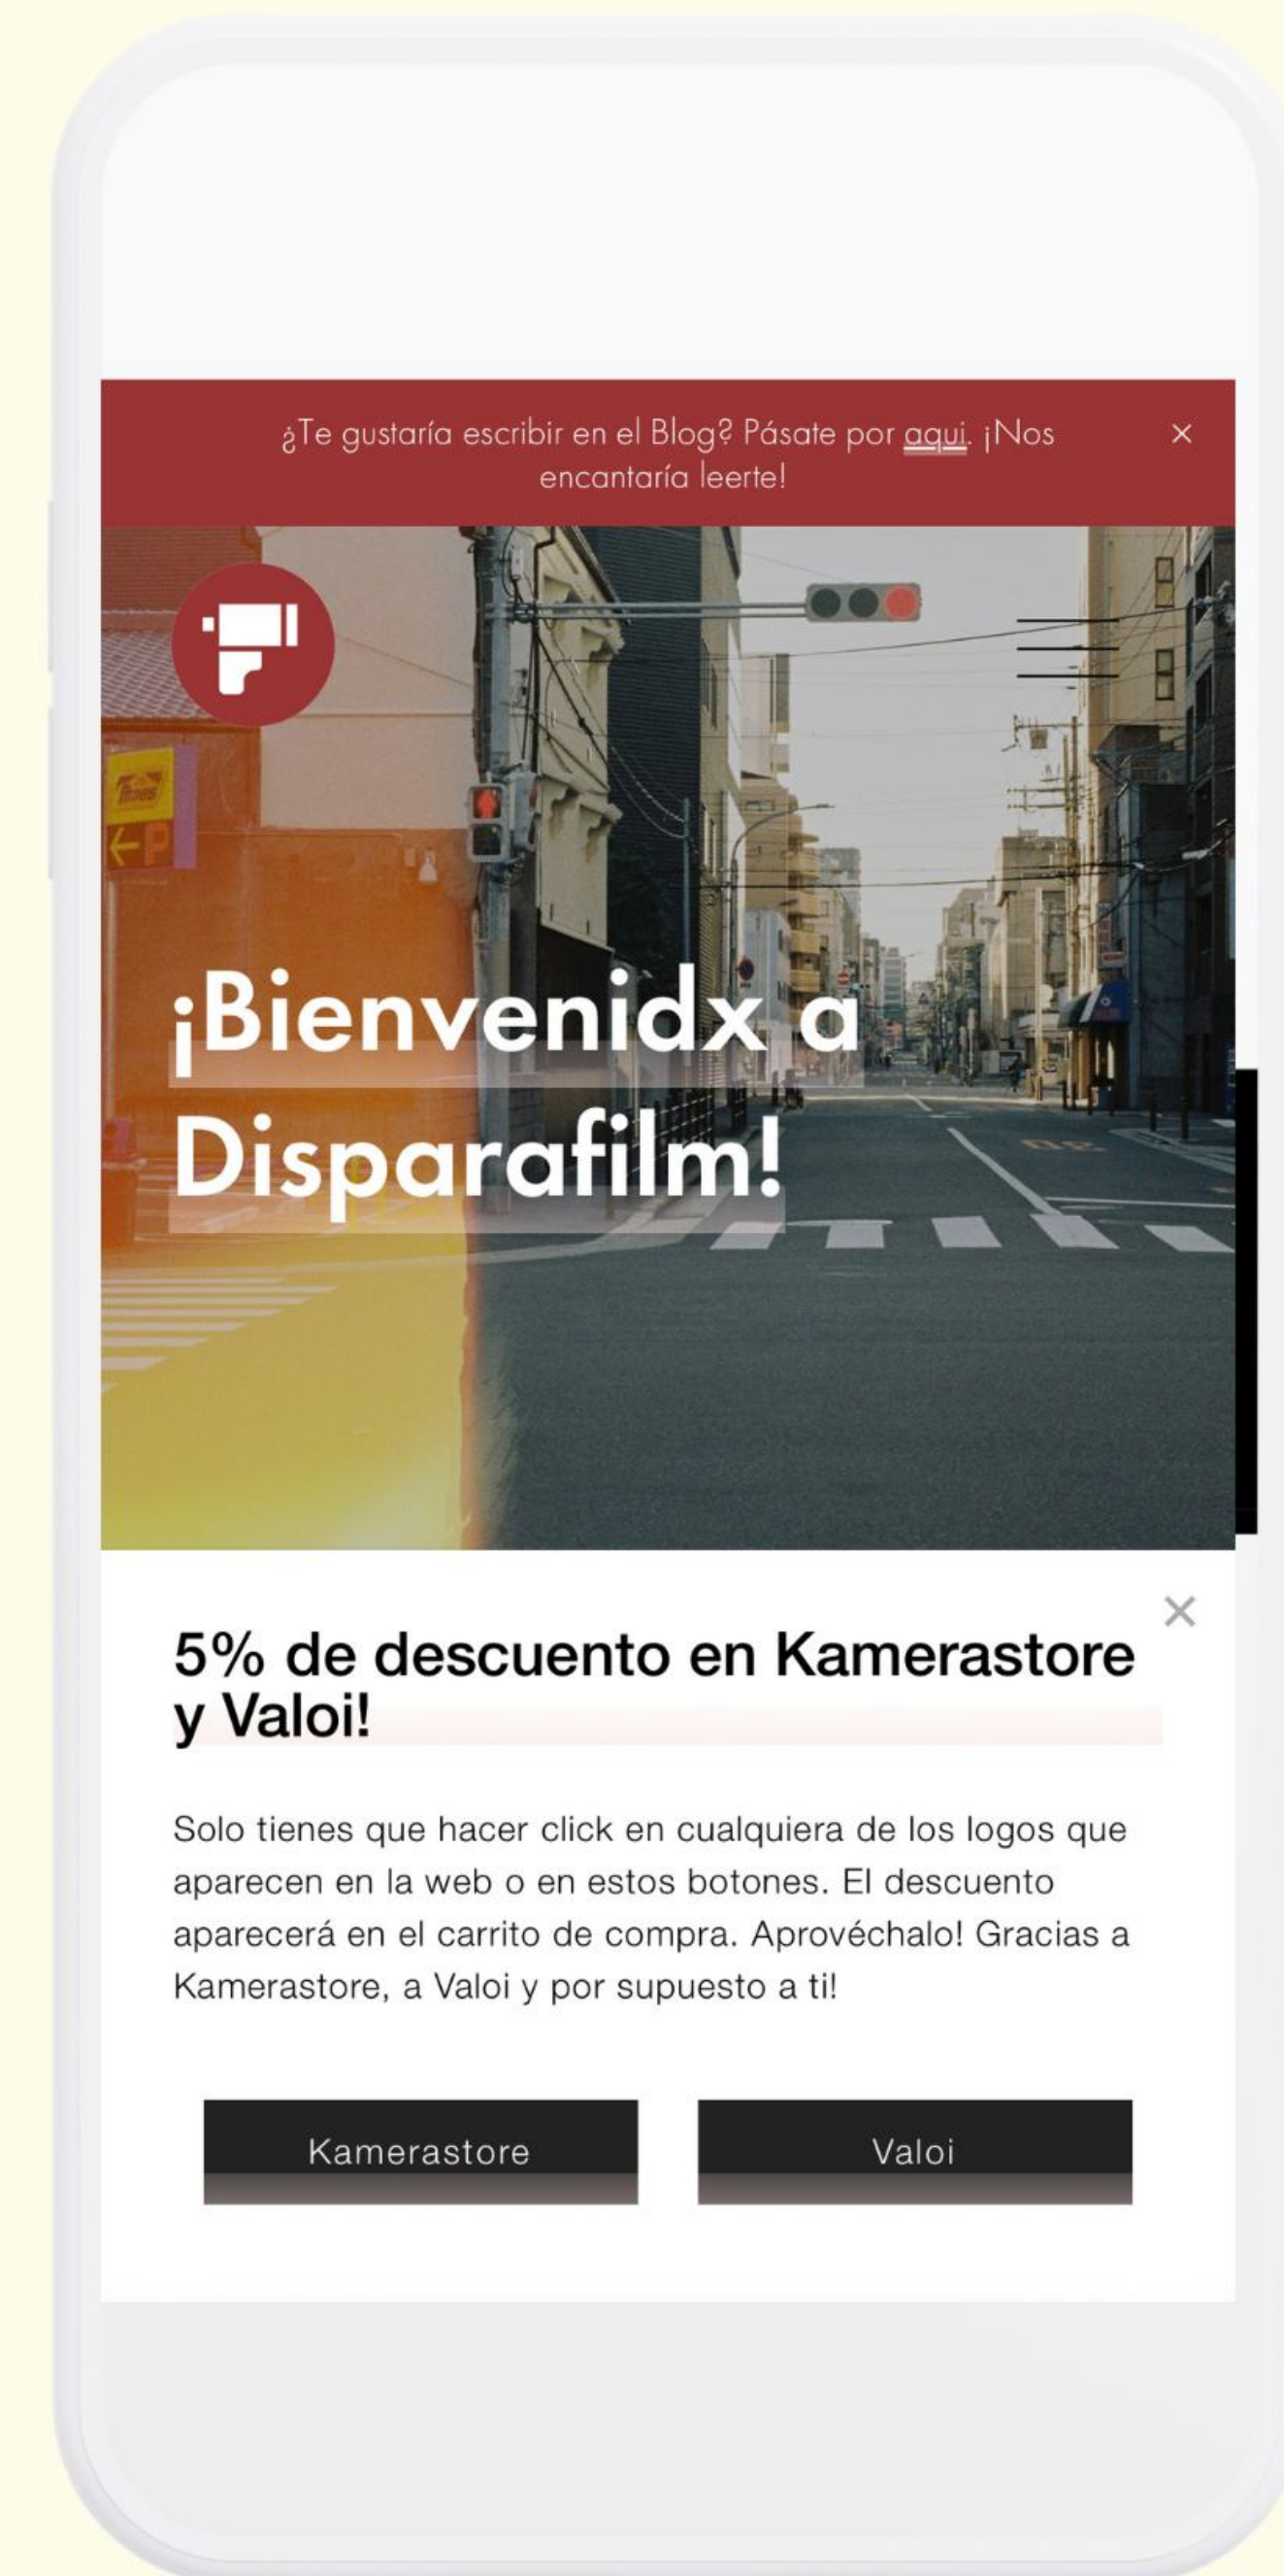 ¿Te gustaría escribir en el Blog? Pásate por aqui. ¡Nos
encantaría leerte!
P
¡Bienvenidx a
Disparafilm!
5% de descuento en Kamerastore
y Valoi!
Solo tienes que hacer click en cualquiera de los logos que
aparecen en la web o en estos botones. El descuento
aparecerá en el carrito de compra. Aprovéchalo! Gracias a
Kamerastore, a Valoi y por supuesto a ti!
Kamerastore
Valoi